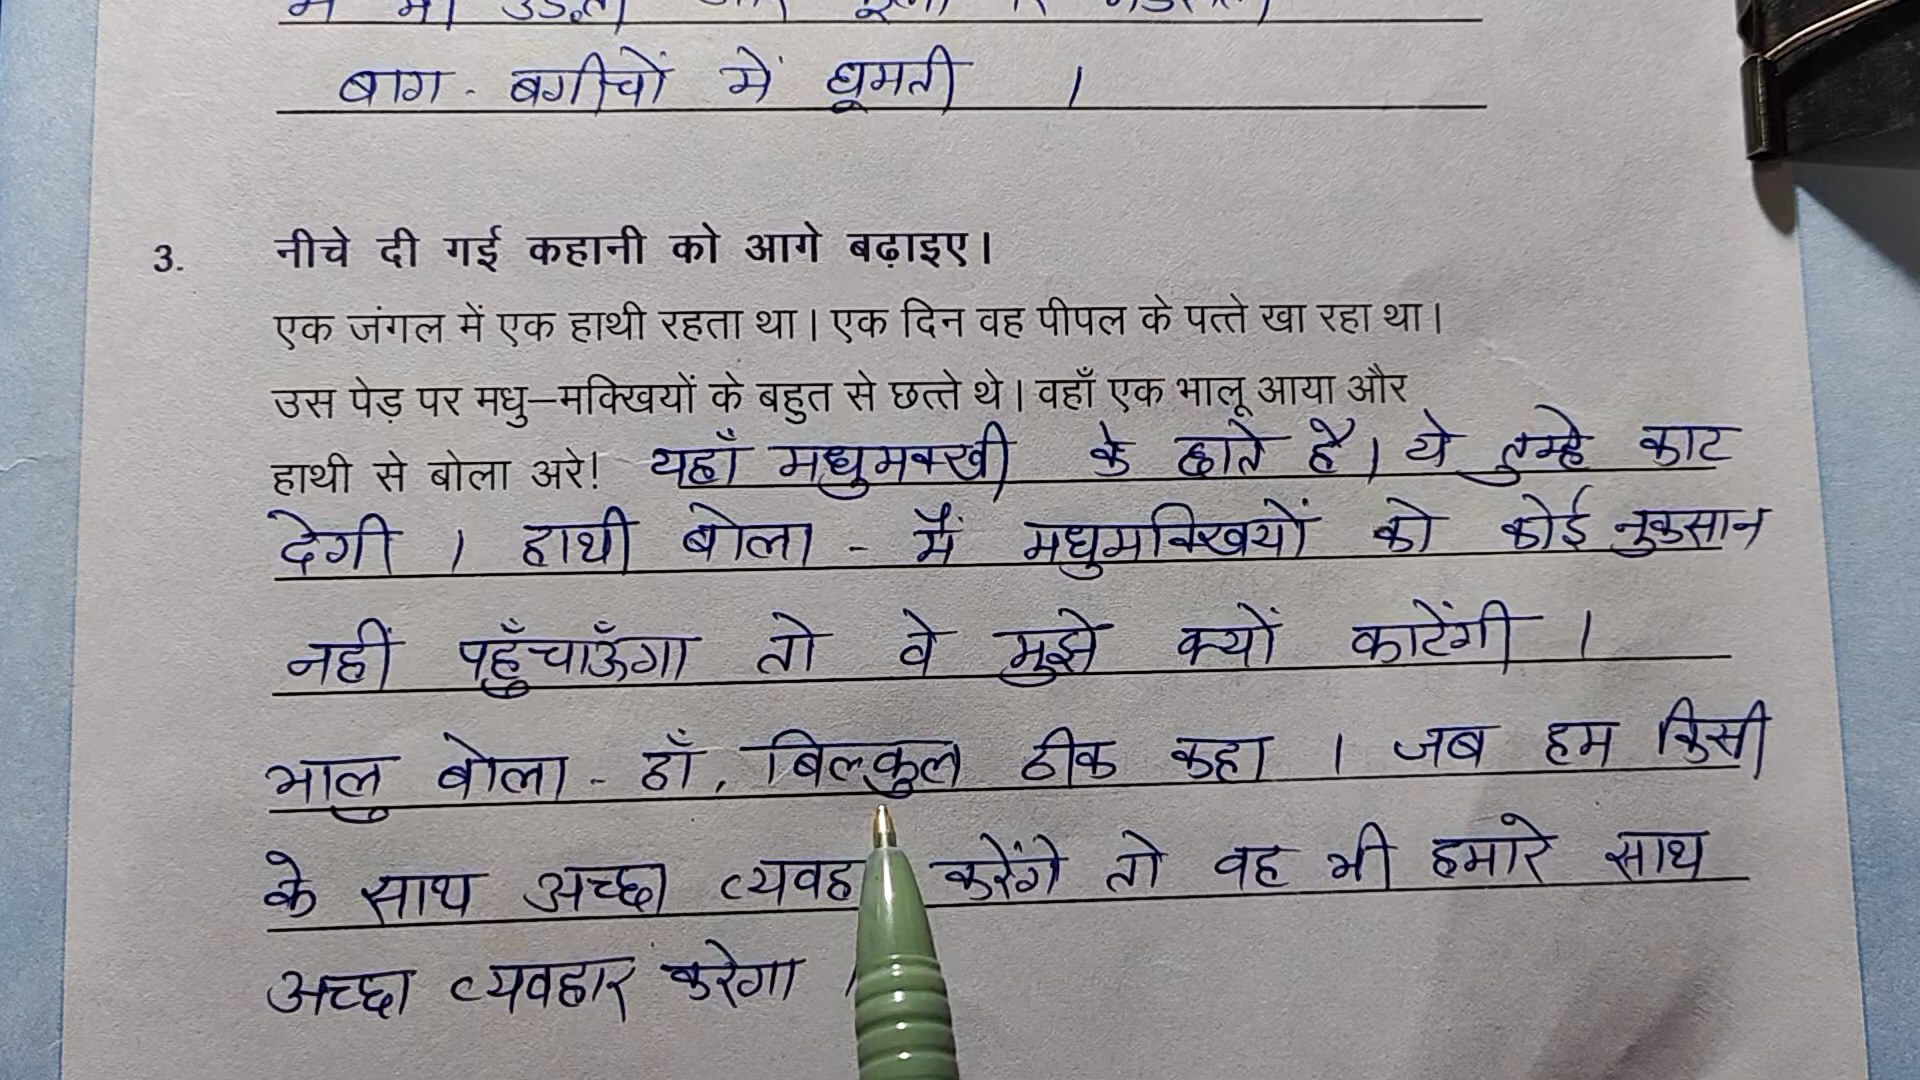 बाग - बगीचों में घूमती ।
3. नीचे दी गई कहानी को आगे बढ़ाइए।
एक जंगल में एक हाथी रहता था। एक दिन वह पीपल के पत्ते खा रहा था।
उस पेड़ पर मधु–मक्खियों के बहुत से छत्ते थे। वहाँ एक भालू आया और
हाथी से बोला अरे! यहाँ मधुमक्खी के छाते है। ये तुम्हे काट
देगी । हाथी बोला - मैं मधुमक्खियों को कोई नुकसान
नहीं पहुँचाऊँगा तो वे मुझे क्यों काटेंगी ।
भालु बोला - हाँ, बिल्कुल ठीक कहा । जब हम किसी
के साथ अच्छा व्यवह करेंगे तो वह भी हमारे साथ
अच्छा व्यवहार करेगा ।